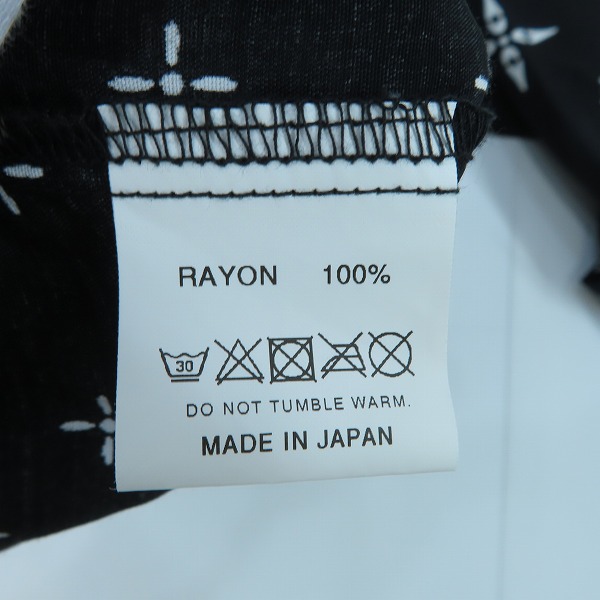 RAYON 100%
30
DO NOT TUMBLE WARM.
MADE IN JAPAN